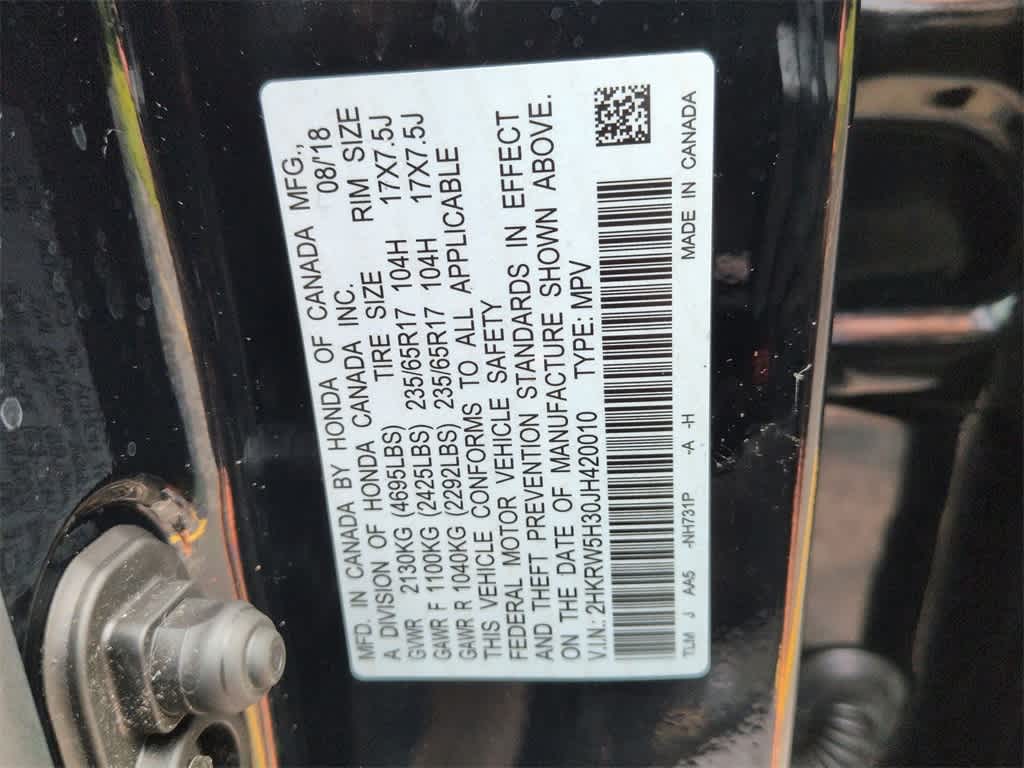 MFD. IN CANADA BY HONDA OF CANADA MFG.,
A DIVISION OF HONDA CANADA INC. 08/'18
TIRE SIZE RIM SIZE
GVWR 2130KG (4695LBS)
GAWR F 1100KG (2425LBS) 235/65R17 104H 17X7.5J
GAWR R 1040KG (2292LBS) 235/65R17 104H 17X7.5J
THIS VEHICLE CONFORMS TO ALL APPLICABLE
FEDERAL MOTOR VEHICLE SAFETY
AND THEFT PREVENTION STANDARDS IN EFFECT
ON THE DATE OF MANUFACTURE SHOWN ABOVE.
V.I.N.: 2HKRW5H30JH420010 TYPE: MPV
TLM J AA5 -NH731P -A -H MADE IN CANADA